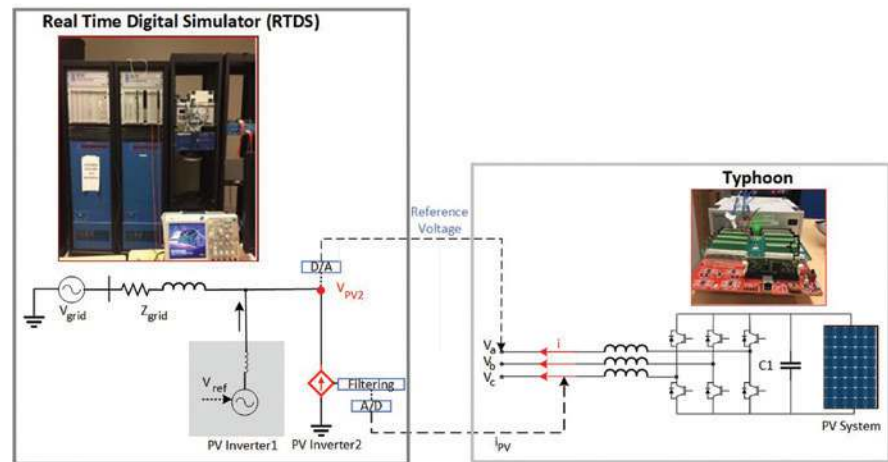 Real Time Digital Simulator (RTDS)
Typhoon
Reference
Voltage
D/A
V_PV2
V_grid
Z_grid
V_a
V_b
V_c
i
C1
V_ref
Filtering
A/D
PV Inverter1
PV Inverter2
i_PV
PV System